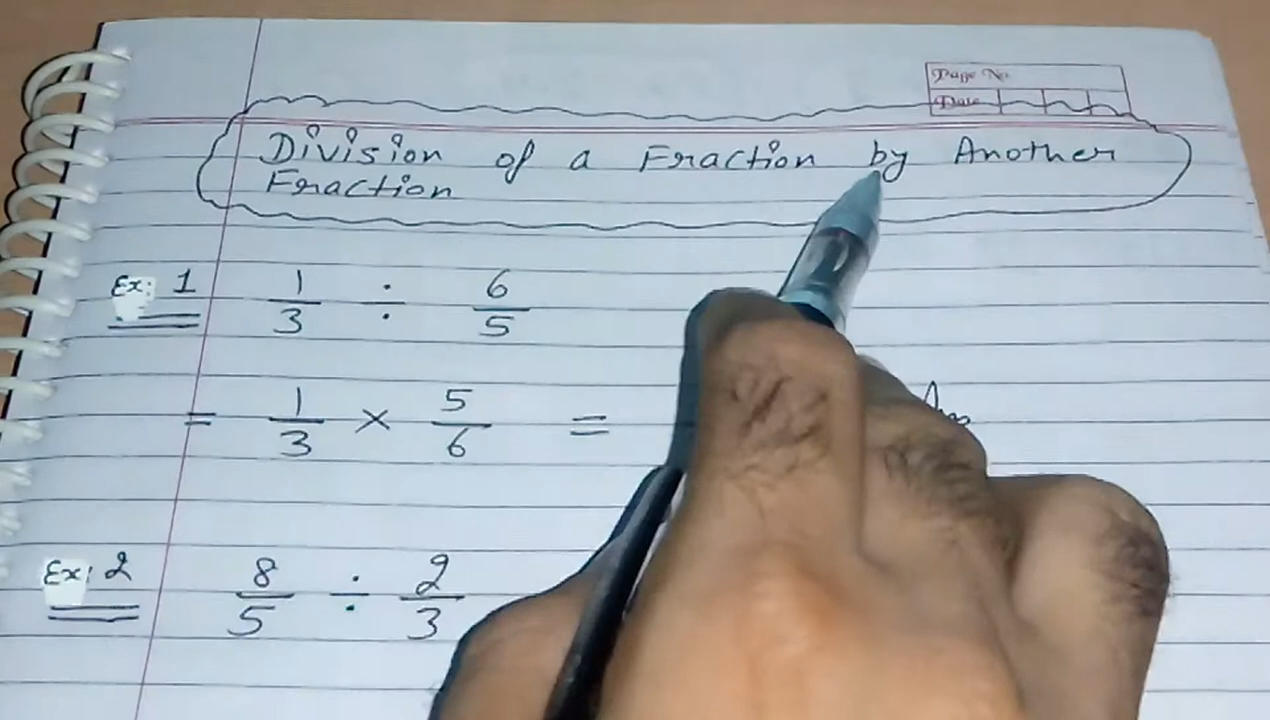 Page No.
Date
Division of a Fraction by Another
Fraction
Ex: 1 1/3 ÷ 6/5
= 1/3 × 5/6 = Ans
Ex: 2 8/5 ÷ 2/3